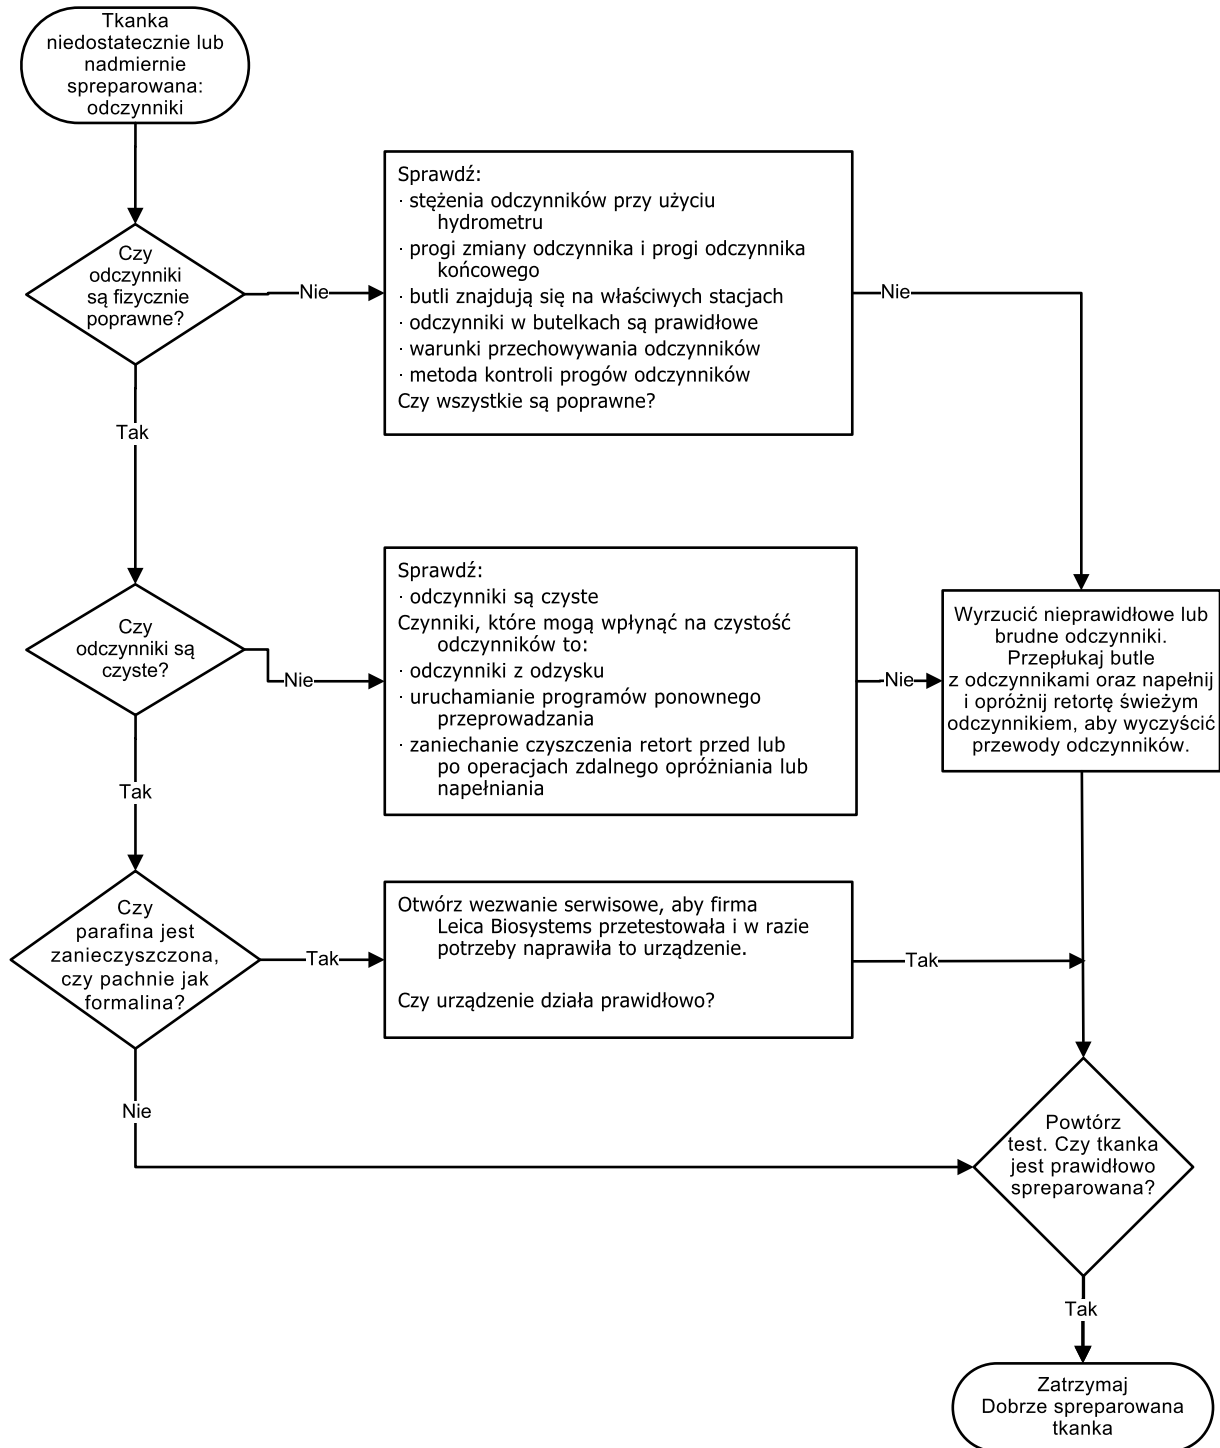 Tkanka
niedostatecznie lub
nadmiernie
spreparowana:
odczynniki
Czy
odczynniki
są fizycznie
poprawne?
Nie
Sprawdź:
· stężenia odczynników przy użyciu
hydrometru
· progi zmiany odczynnika i progi odczynnika
końcowego
· butli znajdują się na właściwych stacjach
· odczynniki w butelkach są prawidłowe
· warunki przechowywania odczynników
· metoda kontroli progów odczynników
Czy wszystkie są poprawne?
Nie
Tak
Czy
odczynniki są
czyste?
Nie
Sprawdź:
· odczynniki są czyste
Czynniki, które mogą wpłynąć na czystość
odczynników to:
· odczynniki z odzysku
· uruchamianie programów ponownego
przeprowadzania
· zaniechanie czyszczenia retort przed lub
po operacjach zdalnego opróżniania lub
napełniania
Nie
Wyrzucić nieprawidłowe lub
brudne odczynniki.
Przepłukaj butle
z odczynnikami oraz napełnij
i opróżnij retortę świeżym
odczynnikiem, aby wyczyścić
przewody odczynników.
Tak
Czy
parafina jest
zanieczyszczona,
czy pachnie jak
formalina?
Tak
Otwórz wezwanie serwisowe, aby firma
Leica Biosystems przetestowała i w razie
potrzeby naprawiła to urządzenie.
Czy urządzenie działa prawidłowo?
Tak
Nie
Powtórz
test. Czy tkanka
jest prawidłowo
spreparowana?
Tak
Zatrzymaj
Dobrze spreparowana
tkanka